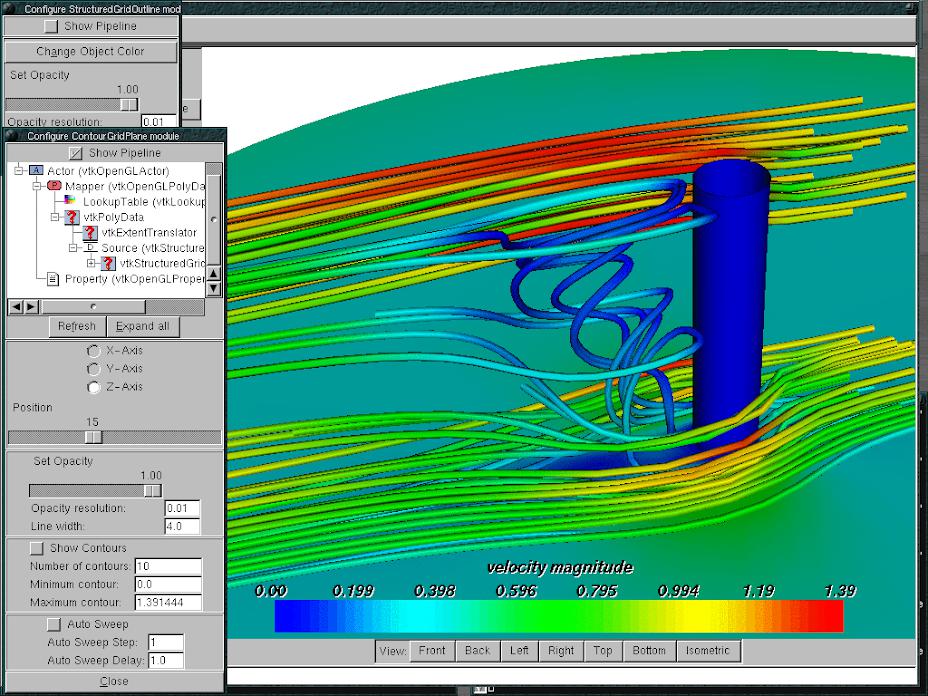 Configure StructuredGridOutline mod
Show Pipeline
Change Object Color
Set Opacity
1.00
Opacity resolution:
0.01
e
Configure ContourGridPlane module
Show Pipeline
Actor (vtkOpenGLActor)
Mapper (vtkOpenGLPolyDa
LookupTable (vtkLookup
vtkPolyData
vtkExtentTranslator
Source (vtkStructure
vtkStructuredGric
Property (vtkOpenGLProper
Refresh
Expand all
X-Axis
Y-Axis
Z-Axis
Position
15
Set Opacity
1.00
Opacity resolution:
0.01
Line width:
4.0
Show Contours
Number of contours:
10
Minimum contour:
0.0
Maximum contour:
1.391444
Auto Sweep
Auto Sweep Step:
1
Auto Sweep Delay:
1.0
Close
velocity magnitude
0.00 0.199 0.398 0.596 0.795 0.994 1.19 1.39
View: Front Back Left Right Top Bottom Isometric